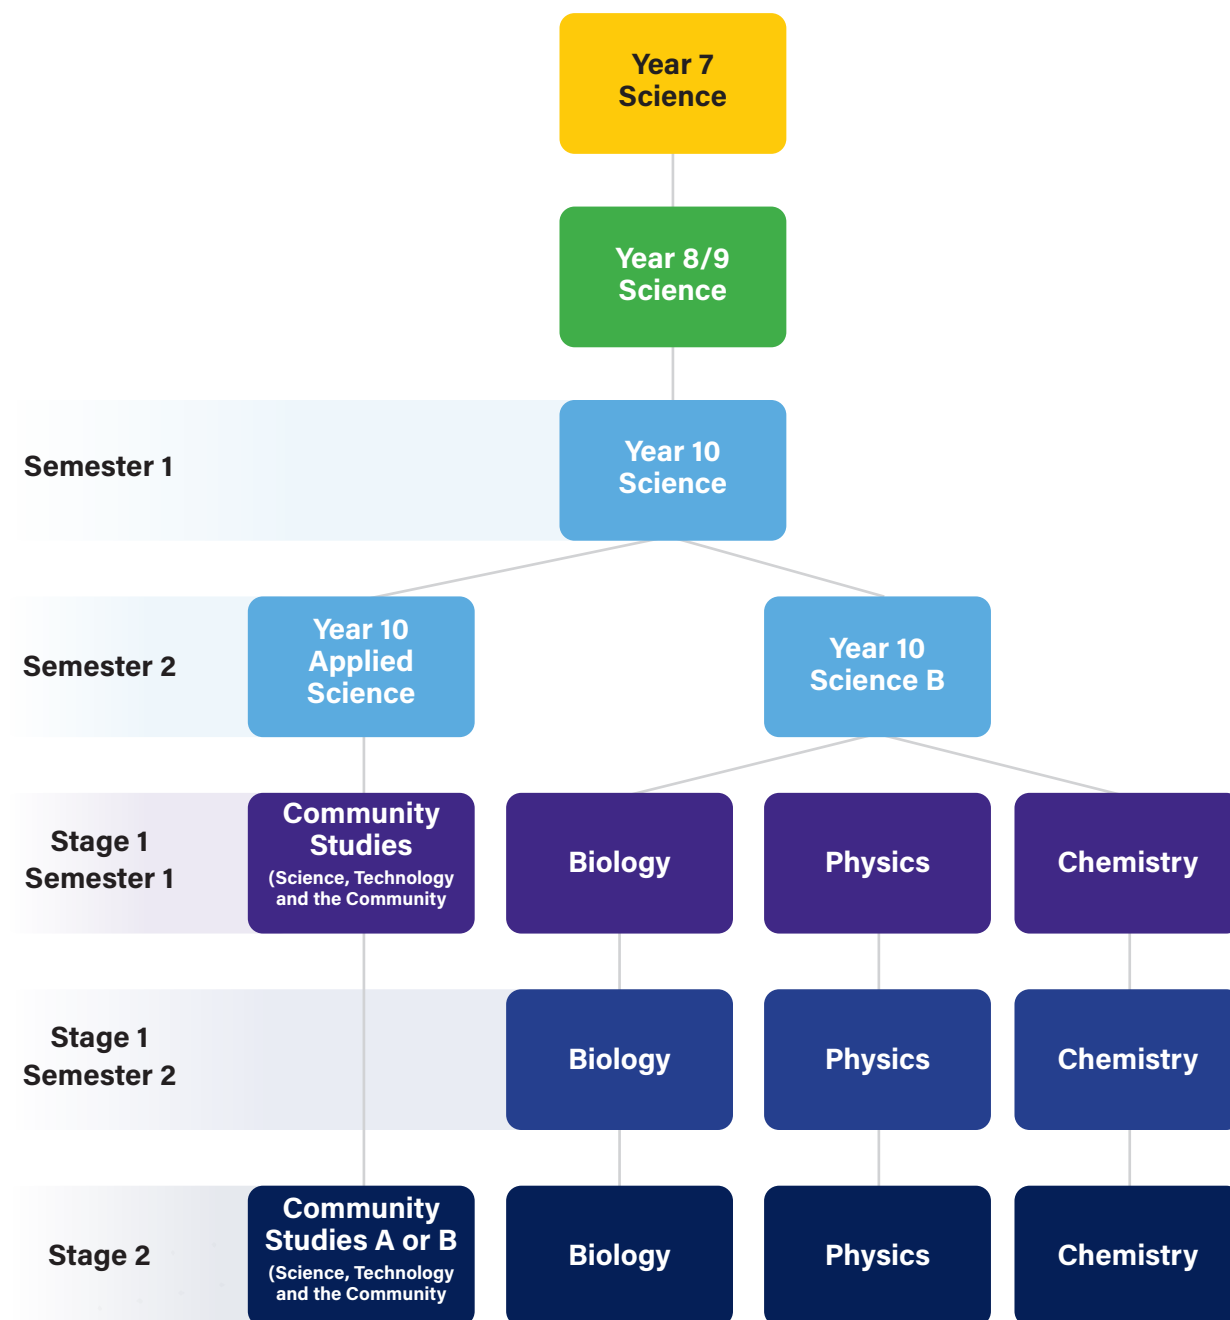 Year 7
Science
Year 8/9
Science
Semester 1
Year 10
Science
Semester 2
Year 10
Applied
Science
Year 10
Science B
Stage 1
Semester 1
Community
Studies
(Science, Technology
and the Community
Biology
Physics
Chemistry
Stage 1
Semester 2
Biology
Physics
Chemistry
Stage 2
Community
Studies A or B
(Science, Technology
and the Community
Biology
Physics
Chemistry